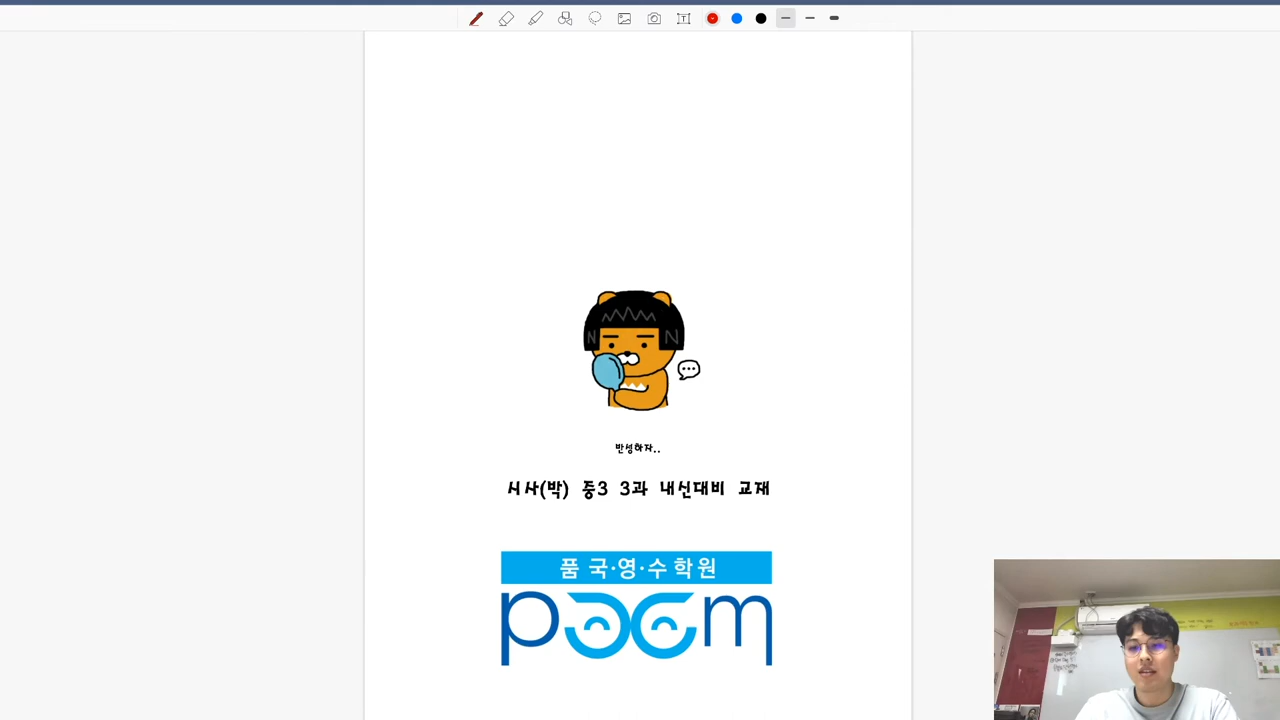 반성하자..
시사(박) 중3 3과 내신대비 교재
품 국·영·수 학원
poem